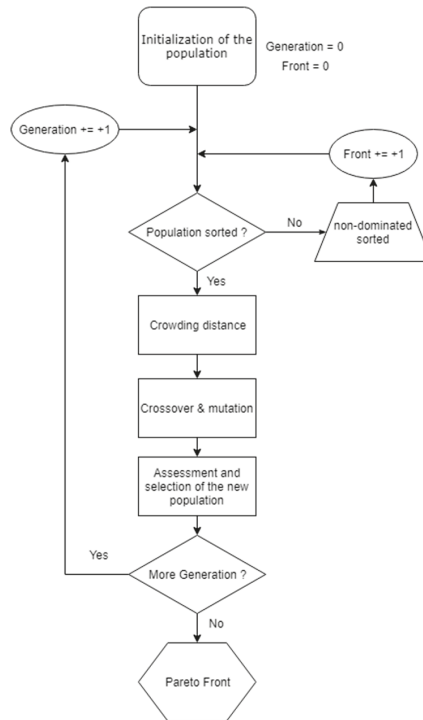 Initialization of the
population
Generation = 0
Front = 0
Generation += +1
Front += +1
Population sorted ?
No
non-dominated
sorted
Yes
Crowding distance
Crossover & mutation
Assessment and
selection of the new
population
Yes
More Generation ?
No
Pareto Front